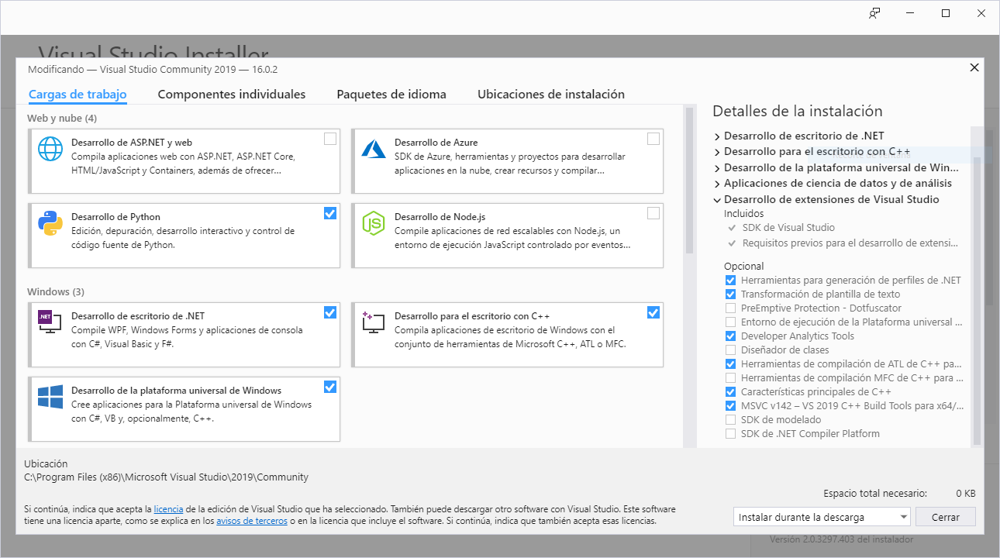 Visual Studio Installer
Modificando — Visual Studio Community 2019 — 16.0.2
Cargas de trabajo
Componentes individuales
Paquetes de idioma
Ubicaciones de instalación
Web y nube (4)
Desarrollo de ASP.NET y web
Compila aplicaciones web con ASP.NET, ASP.NET Core,
HTML/JavaScript y Containers, además de ofrecer...
Desarrollo de Azure
SDK de Azure, herramientas y proyectos para desarrollar
aplicaciones en la nube, crear recursos y compilar...
Desarrollo de Python
Edición, depuración, desarrollo interactivo y control de
código fuente de Python.
JS
Desarrollo de Node.js
Compile aplicaciones de red escalables con Node.js, un
entorno de ejecución JavaScript controlado por eventos...
Windows (3)
.NET
Desarrollo de escritorio de .NET
Compile WPF, Windows Forms y aplicaciones de consola
con C#, Visual Basic y F#.
Desarrollo para el escritorio con C++
Compila aplicaciones de escritorio de Windows con el
conjunto de herramientas de Microsoft C++, ATL o MFC.
Desarrollo de la plataforma universal de Windows
Cree aplicaciones para la Plataforma universal de Windows
con C#, VB y, opcionalmente, C++.
Detalles de la instalación
Desarrollo de escritorio de .NET
Desarrollo para el escritorio con C++
Desarrollo de la plataforma universal de Win...
Aplicaciones de ciencia de datos y de análisis
Desarrollo de extensiones de Visual Studio
Incluidos
SDK de Visual Studio
Requisitos previos para el desarrollo de extensi...
Opcional
Herramientas para generación de perfiles de .NET
Transformación de plantilla de texto
PreEmptive Protection - Dotfuscator
Entorno de ejecución de la Plataforma universal ...
Developer Analytics Tools
Diseñador de clases
Herramientas de compilación de ATL de C++ pa...
Herramientas de compilación MFC de C++ para ...
Características principales de C++
MSVC v142 – VS 2019 C++ Build Tools para x64/...
SDK de modelado
SDK de .NET Compiler Platform
Ubicación
C:\Program Files (x86)\Microsoft Visual Studio\2019\Community
Espacio total necesario: 0 KB
Si continúa, indica que acepta la licencia de la edición de Visual Studio que ha seleccionado. También puede descargar otro software con Visual Studio. Este software
tiene una licencia aparte, como se explica en los avisos de terceros o en la licencia que incluye el software. Si continúa, indica que también acepta esas licencias.
Instalar durante la descarga
Cerrar
Versión 2.0.3297.403 del instalador